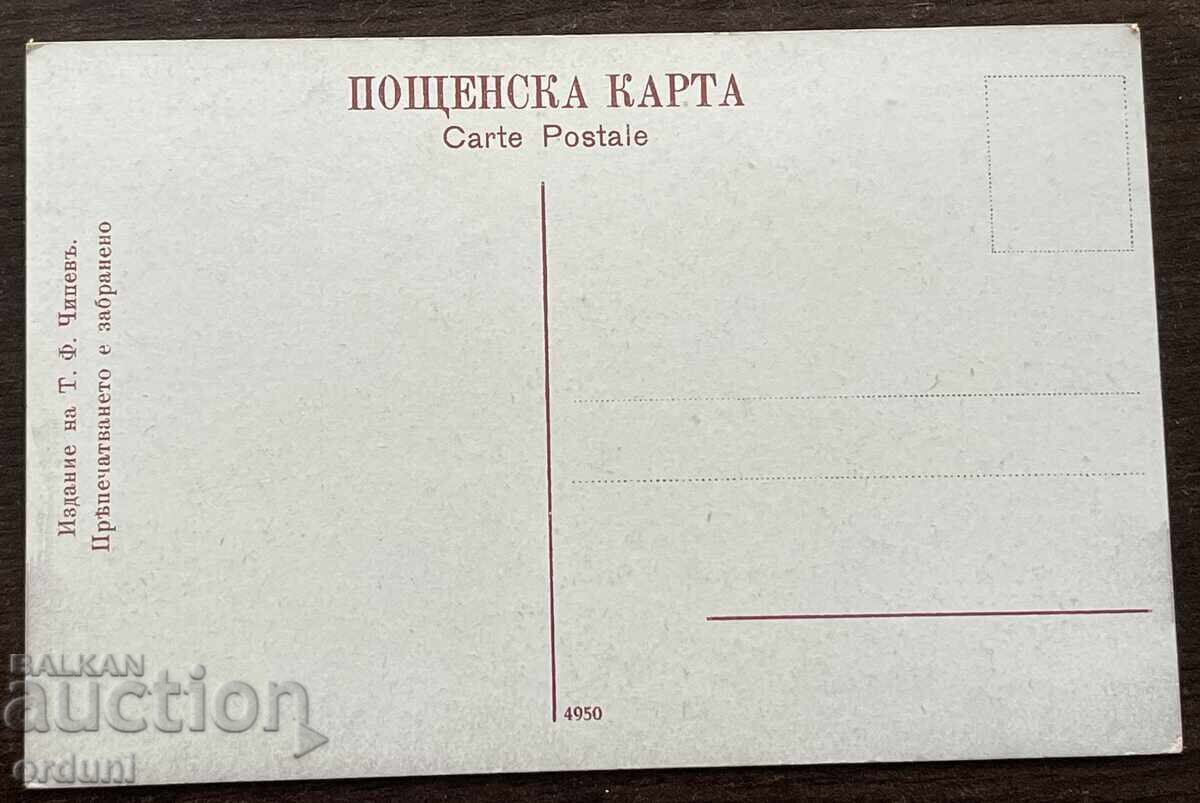 ПОЩЕНСКА КАРТА
Carte Postale
Издание на Т. Ф. Чипевъ.
Прѣпечатването е забранено
4950
BALKAN
auction
orduni